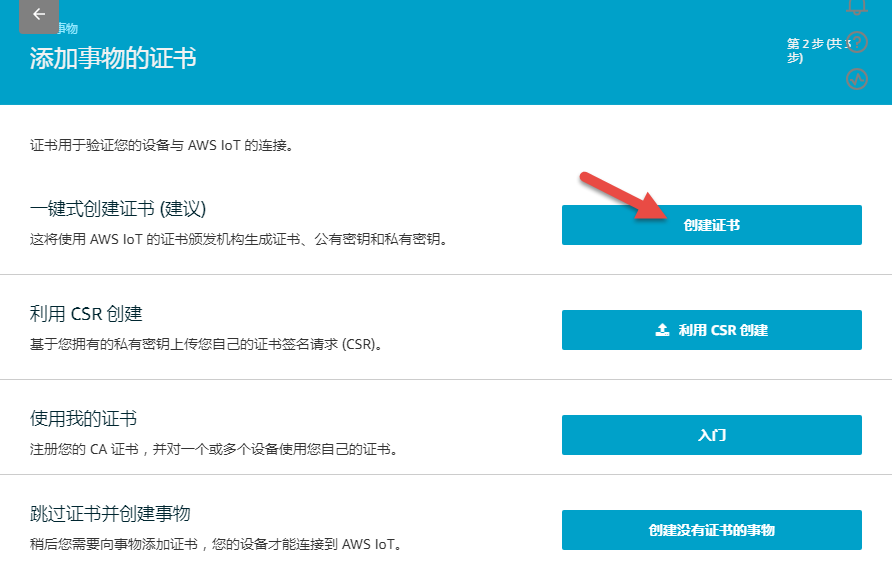 事物
添加事物的证书
第 2 步 (共 3
步)
证书用于验证您的设备与 AWS IoT 的连接。
一键式创建证书 (建议)
这将使用 AWS IoT 的证书颁发机构生成证书、公有密钥和私有密钥。
创建证书
利用 CSR 创建
基于您拥有的私有密钥上传您自己的证书签名请求 (CSR)。
利用 CSR 创建
使用我的证书
注册您的 CA 证书，并对一个或多个设备使用您自己的证书。
入门
跳过证书并创建事物
稍后您需要向事物添加证书，您的设备才能连接到 AWS IoT。
创建没有证书的事物